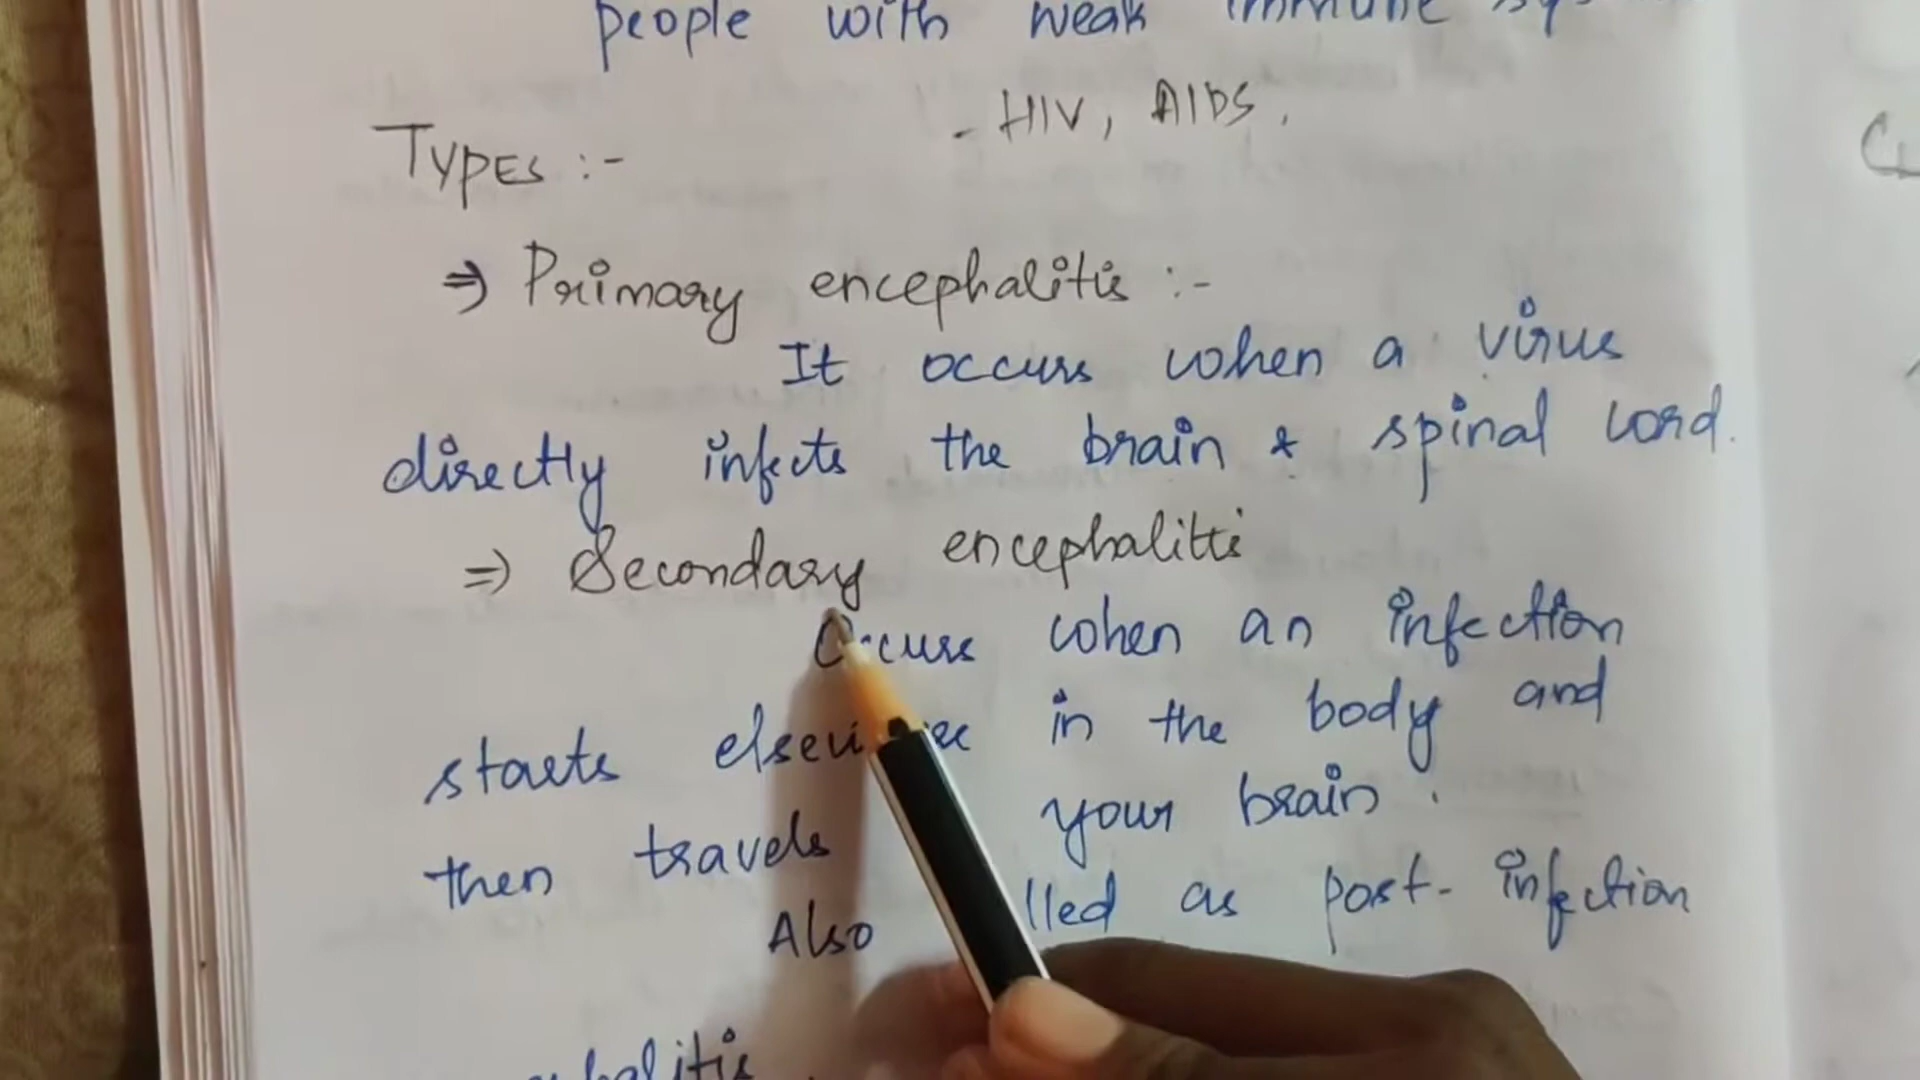 people with weak immune
- HIV, AIDS.
TYPES :-
⇒ Primary encephalitis :-
It occurs when a virus
directly infects the brain & spinal cord.
⇒ Secondary encephalitis
Occurs when an infection
starts in the body and
then travels your brain.
Also as post-infection